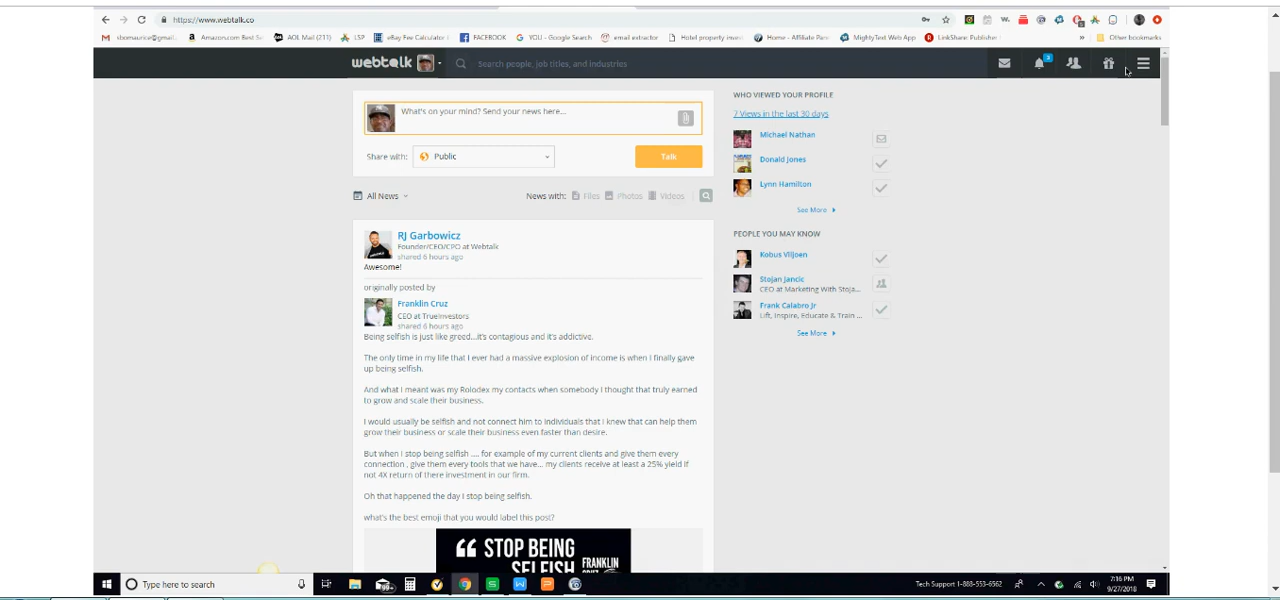 https://www.webtalk.co
sbomaurice@gmail.
Amazon.com Best Se
AOL Mail (231)
LSP
eBay Fee Calculator
FACEBOOK
YOU - Google Search
email extractor
Hotel property inves
Home - Affiliate Pare
MightyText Web App
LinkShare Publisher
»
Other bookmarks
webtalk
Search people, job titles, and industries
3
What's on your mind? Send your news here...
Share with:
Public
Talk
All News
News with:
Files
Photos
Videos
WHO VIEWED YOUR PROFILE
7 Views in the last 30 days
Michael Nathan
Donald Jones
Lynn Hamilton
See More
PEOPLE YOU MAY KNOW
Kobus Viljoen
Stojan Jancic
CEO at Marketing With Stoja...
Frank Calabro Jr
Lift, Inspire, Educate & Train ...
See More
RJ Garbowicz
Founder/CEO/CPO at Webtalk
shared 6 hours ago
Awesome!
originally posted by
Franklin Cruz
CEO at TrueInvestors
shared 6 hours ago
Being selfish is just like greed...it's contagious and it's addictive.
The only time in my life that I ever had a massive explosion of income is when I finally gave
up being selfish.
And what I meant was my Rolodex my contacts when somebody I thought that truly earned
to grow and scale their business.
I would usually be selfish and not connect him to individuals that I knew that can help them
grow their business or scale their business even faster than desire.
But when I stop being selfish .... for example of my current clients and give them every
connection , give them every tools that we have... my clients receive at least a 25% yield if
not 4X return of there investment in our firm.
Oh that happened the day I stop being selfish.
what's the best emoji that you would label this post?
STOP BEING
SELFISH
FRANKLIN
CRUZ
Type here to search
99+
Tech Support 1-888-553-6562
7:36 PM
9/27/2018